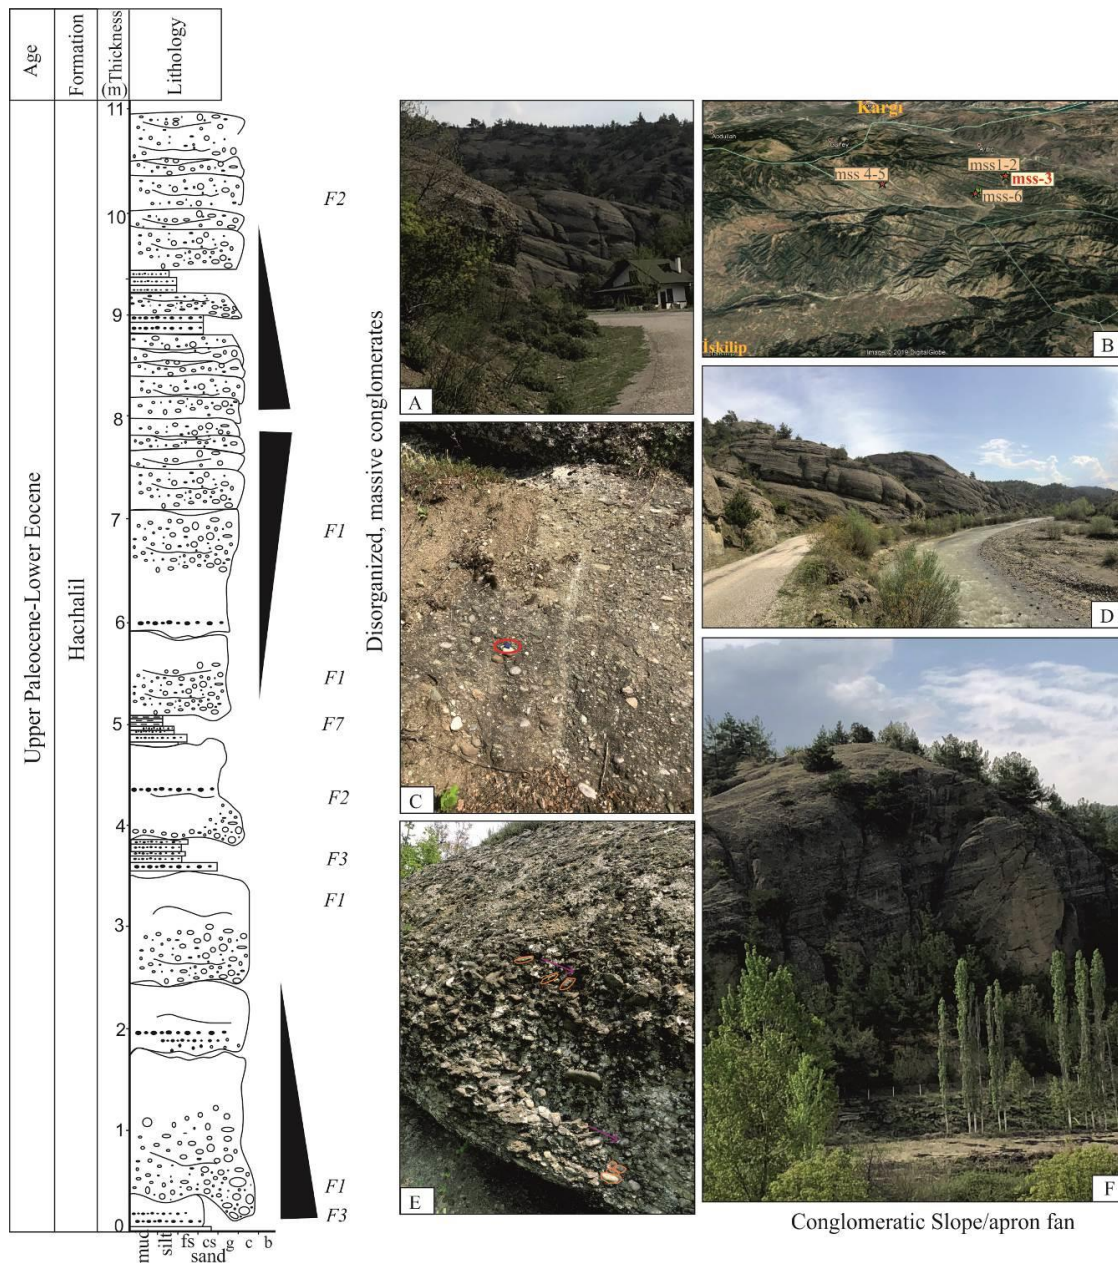 Age
Formation
Thickness
(m)
Lithology
Upper Paleocene-Lower Eocene
Hacıhalil
11
10
9
8
7
6
5
4
3
2
1
0
F2
F1
F1
F7
F2
F3
F1
F1
F3
muc
silt
fs
cs
g
c
b
sand
Disorganized, massive conglomerates
A
Kargı
mss 4-5
mss1-2
mss-3
mss-6
İskilip
Image © 2019 DigitalGlobe
B
C
D
E
F
Conglomeratic Slope/apron fan